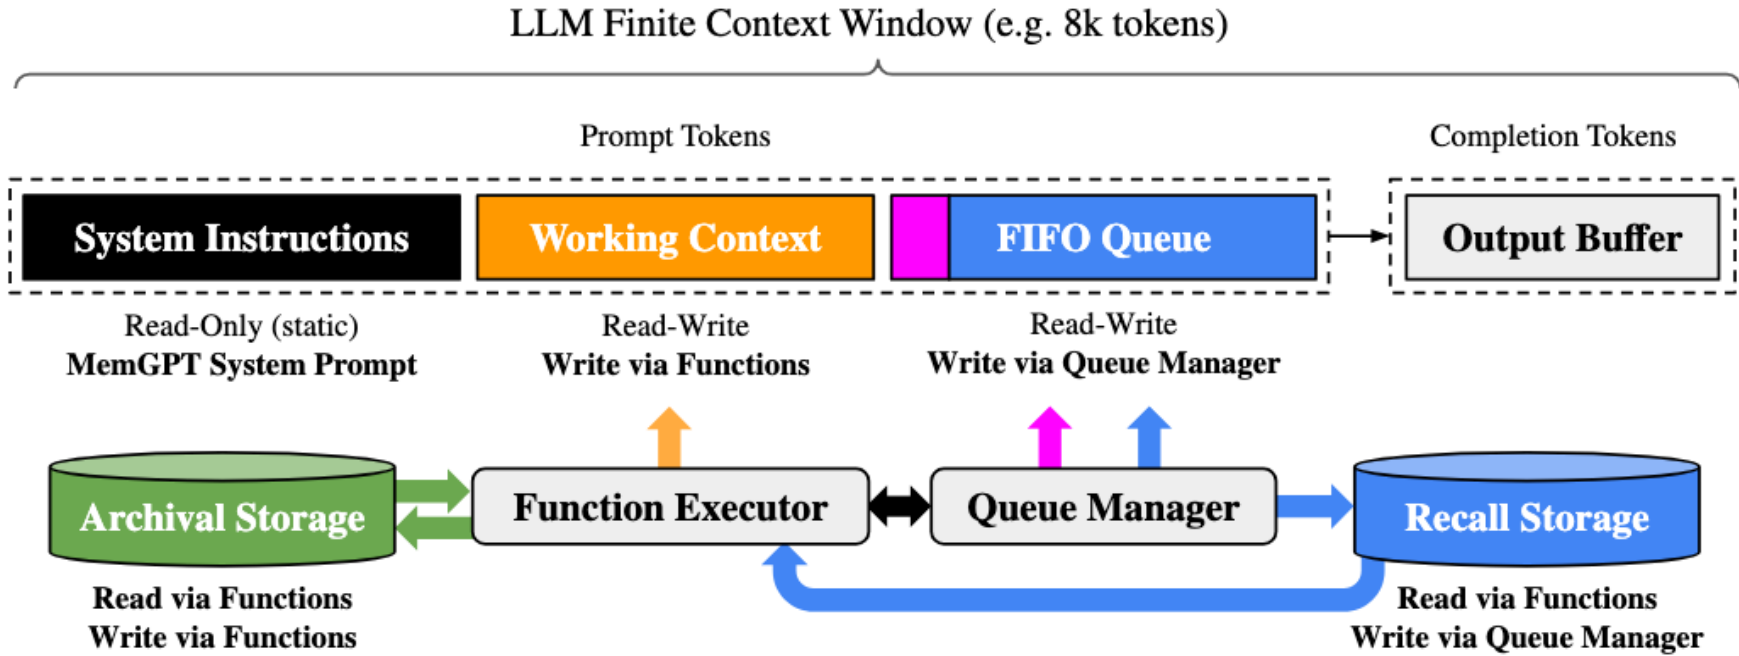 LLM Finite Context Window (e.g. 8k tokens)
Prompt Tokens
Completion Tokens
System Instructions
Working Context
FIFO Queue
Output Buffer
Read-Only (static)
MemGPT System Prompt
Read-Write
Write via Functions
Read-Write
Write via Queue Manager
Archival Storage
Function Executor
Queue Manager
Recall Storage
Read via Functions
Write via Functions
Read via Functions
Write via Queue Manager